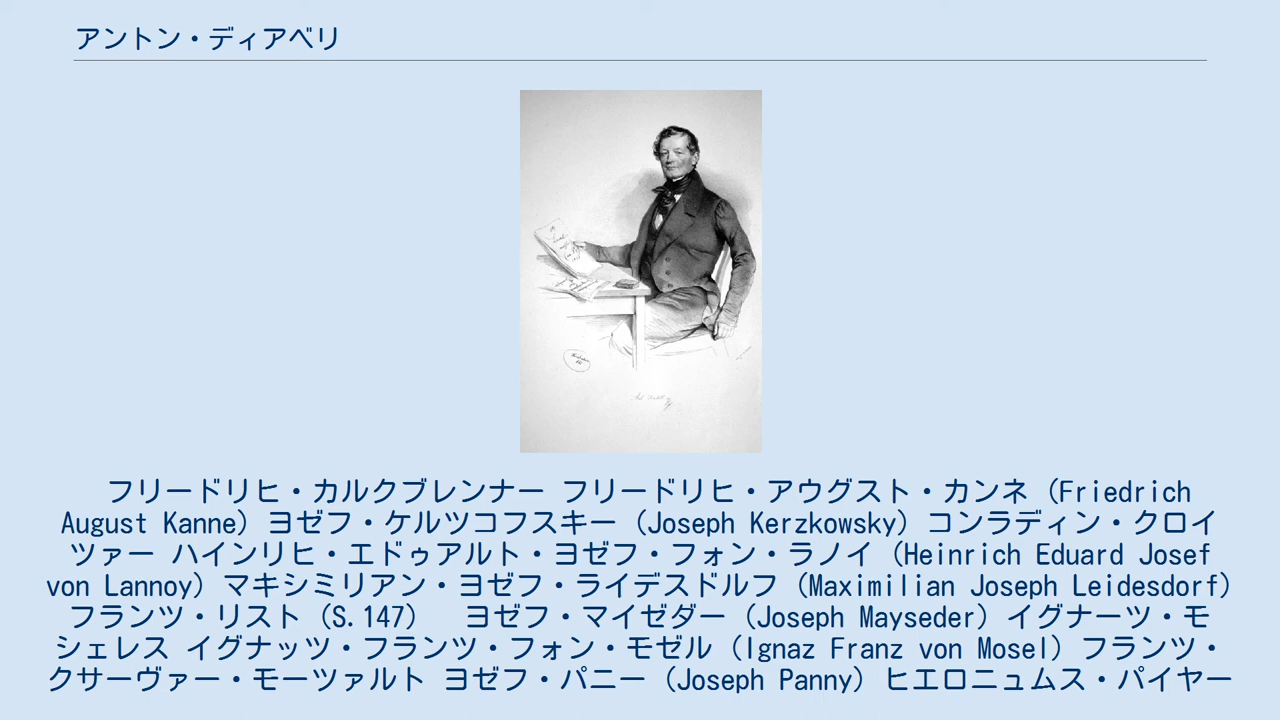 アントン・ディアベリ
フリードリヒ・カルクブレンナー フリードリヒ・アウグスト・カンネ（Friedrich
August Kanne）ヨゼフ・ケルツコフスキー（Joseph Kerzkowsky）コンラディン・クロイ
ツァー ハインリヒ・エドゥアルト・ヨゼフ・フォン・ラノイ（Heinrich Eduard Josef
von Lannoy）マキシミリアン・ヨゼフ・ライデスドルフ（Maximilian Joseph Leidesdorf）
フランツ・リスト（S.147）　ヨゼフ・マイゼダー（Joseph Mayseder）イグナーツ・モ
シェレス イグナッツ・フランツ・フォン・モゼル（Ignaz Franz von Mosel）フランツ・
クサーヴァー・モーツァルト ヨゼフ・パニー（Joseph Panny）ヒエロニュムス・パイヤー